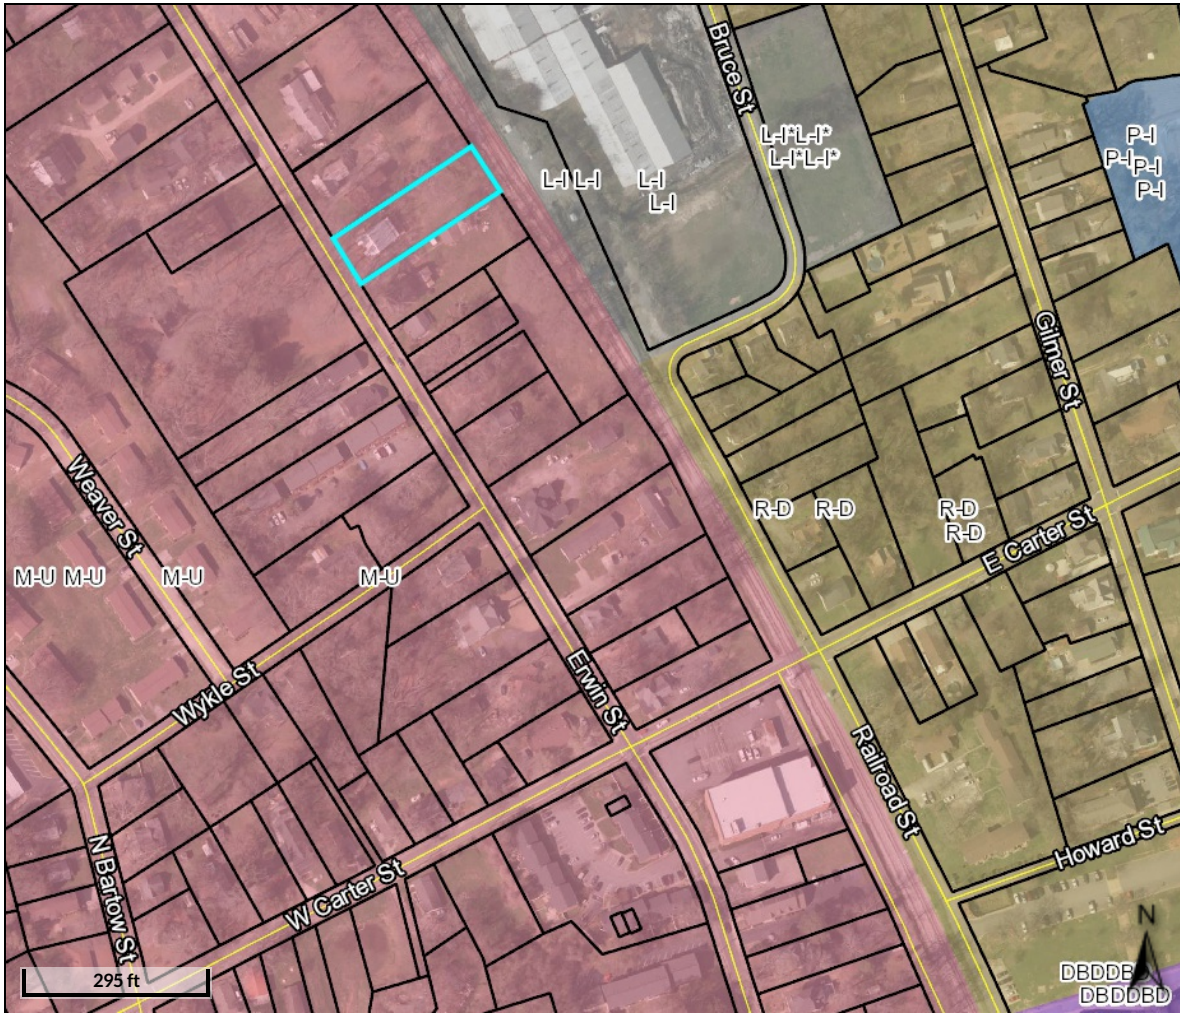 Bruce St
L-I*L-I*
L-I*L-I*
P-I
P-I
P-I
P-I
L-I L-I
L-I
L-I
Gilmer St
Weaver St
R-D
R-D
R-D
R-D
E Carter St
M-U M-U
M-U
M-U
Wykle St
Erwin St
Railroad St
Howard St
N Bartow St
W Carter St
N
295 ft
DBDDBD
DBDDBD